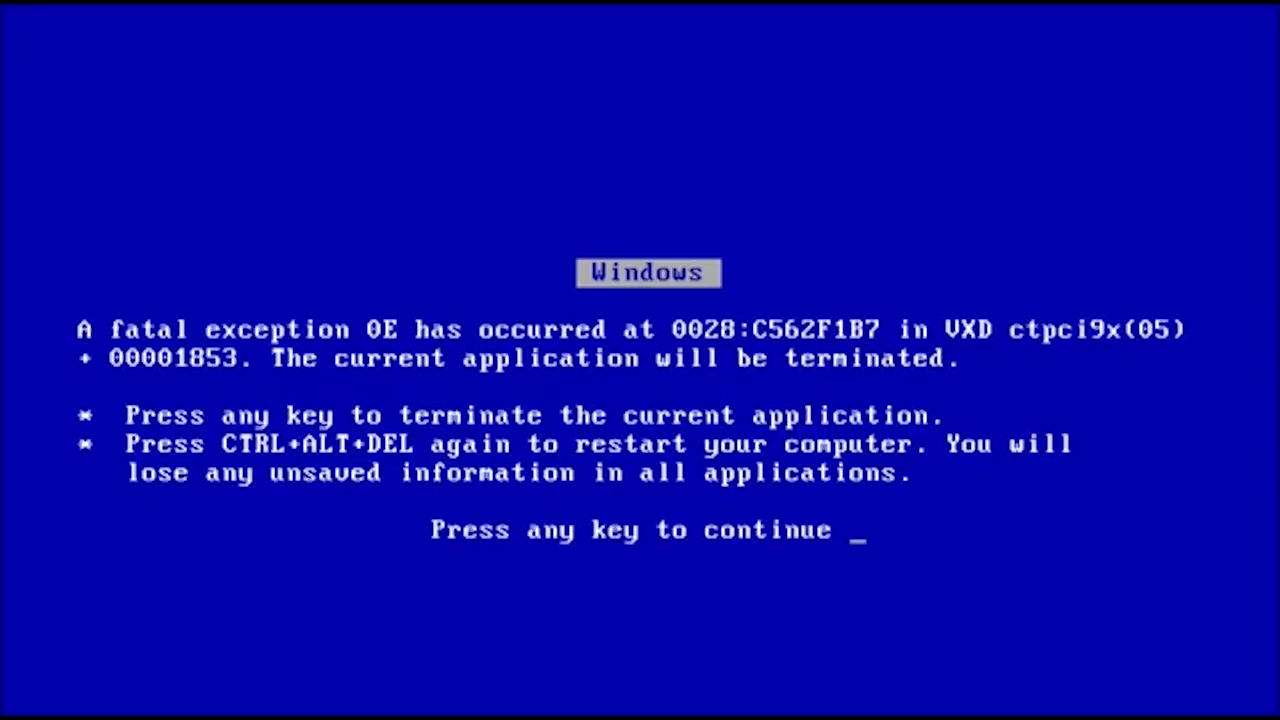 Windows
A fatal exception 0E has occurred at 0028:C562F1B7 in VXD ctpci9x(05)
+ 00001853. The current application will be terminated.
* Press any key to terminate the current application.
* Press CTRL+ALT+DEL again to restart your computer. You will
lose any unsaved information in all applications.
Press any key to continue _